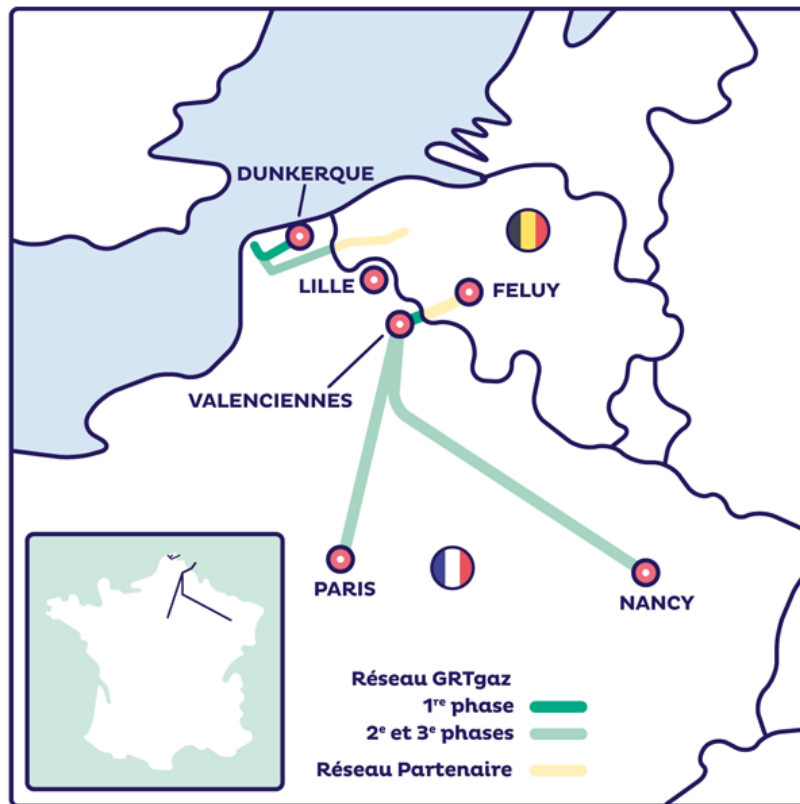 DUNKERQUE
LILLE
FELUY
VALENCIENNES
PARIS
NANCY
Réseau GRTgaz
1re phase
2e et 3e phases
Réseau Partenaire